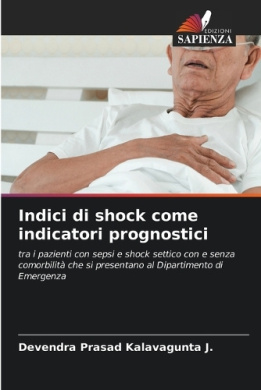 EDIZIONI
SAPIENZA
Indici di shock come
indicatori prognostici
tra i pazienti con sepsi e shock settico con e senza
comorbilità che si presentano al Dipartimento di
Emergenza
Devendra Prasad Kalavagunta J.